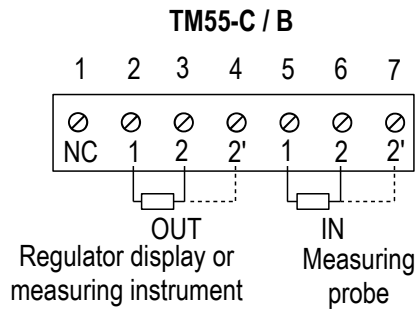 TM55-C / B
1 2 3 4 5 6 7
NC 1 2 2' 1 2 2'
OUT IN
Regulator display or Measuring
measuring instrument probe